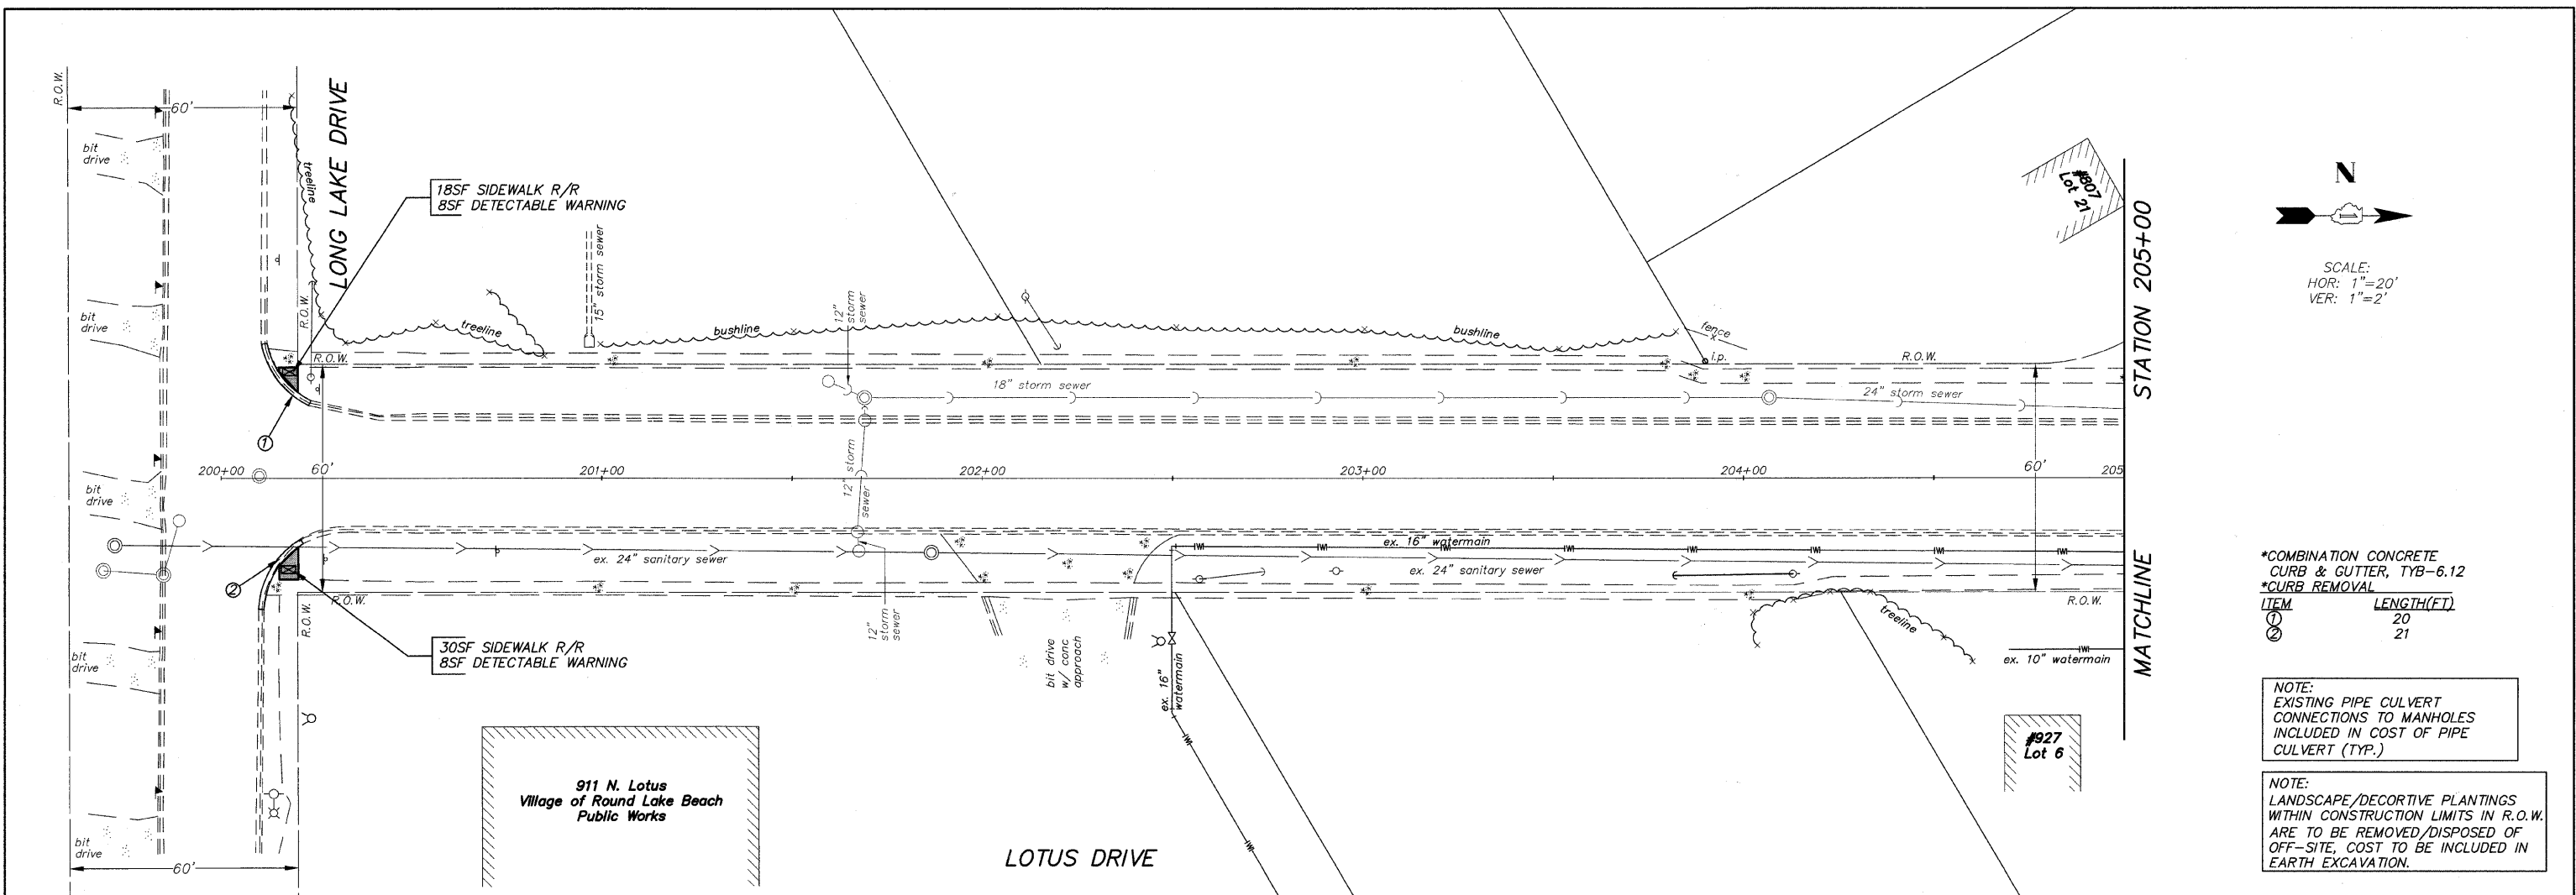 R.O.W.
60'
LONG LAKE DRIVE
bit
drive
treeline
18SF SIDEWALK R/R
8SF DETECTABLE WARNING
15" storm sewer
R.O.W.
bit
drive
treeline
R.O.W.
bushline
12"
storm
sewer
bushline
fence
i.p.
R.O.W.
#807
Lot 21
18" storm sewer
24" storm sewer
STATION 205+00
1
200+00
60'
201+00
202+00
203+00
204+00
60'
205
12" storm
sewer
bit
drive
ex. 24" sanitary sewer
ex. 16" watermain
ex. 24" sanitary sewer
2
R.O.W.
R.O.W.
R.O.W.
12"
storm
sewer
30SF SIDEWALK R/R
8SF DETECTABLE WARNING
bit
drive
bit drive
w/ conc
approach
ex. 16"
watermain
treeline
ex. 10" watermain
MATCHLINE
#927
Lot 6
911 N. Lotus
Village of Round Lake Beach
Public Works
bit
drive
60'
LOTUS DRIVE
N
SCALE:
HOR: 1"=20'
VER: 1"=2'
*COMBINATION CONCRETE
CURB & GUTTER, TYB-6.12
*CURB REMOVAL
ITEM LENGTH(FT)
1 20
2 21
NOTE:
EXISTING PIPE CULVERT
CONNECTIONS TO MANHOLES
INCLUDED IN COST OF PIPE
CULVERT (TYP.)
NOTE:
LANDSCAPE/DECORTIVE PLANTINGS
WITHIN CONSTRUCTION LIMITS IN R.O.W.
ARE TO BE REMOVED/DISPOSED OF
OFF-SITE, COST TO BE INCLUDED IN
EARTH EXCAVATION.